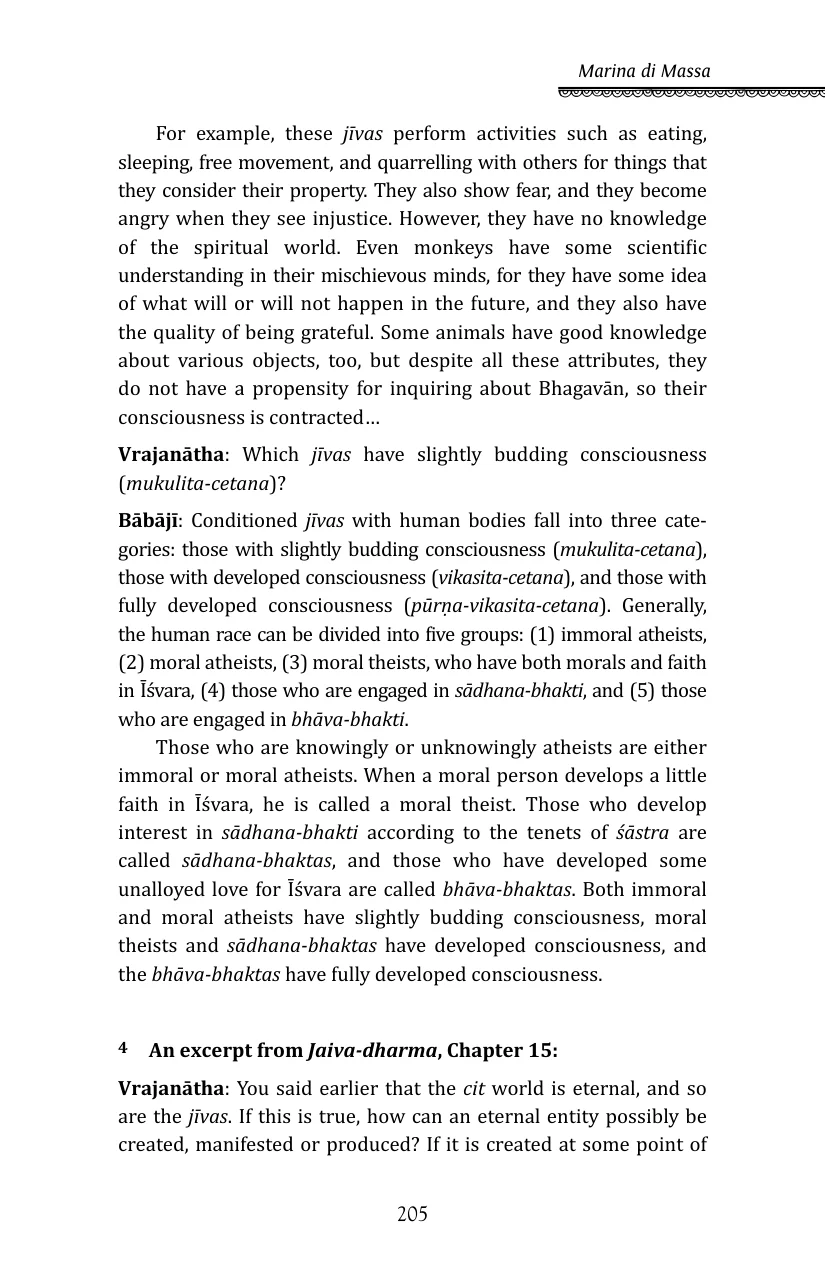 Marina di Massa
For example, these jīvas perform activities such as eating,
sleeping, free movement, and quarrelling with others for things that
they consider their property. They also show fear, and they become
angry when they see injustice. However, they have no knowledge
of the spiritual world. Even monkeys have some scientific
understanding in their mischievous minds, for they have some idea
of what will or will not happen in the future, and they also have
the quality of being grateful. Some animals have good knowledge
about various objects, too, but despite all these attributes, they
do not have a propensity for inquiring about Bhagavān, so their
consciousness is contracted…
Vrajanātha: Which jīvas have slightly budding consciousness
(mukulita-cetana)?
Bābājī: Conditioned jīvas with human bodies fall into three cate-
gories: those with slightly budding consciousness (mukulita-cetana),
those with developed consciousness (vikasita-cetana), and those with
fully developed consciousness (pūrṇa-vikasita-cetana). Generally,
the human race can be divided into five groups: (1) immoral atheists,
(2) moral atheists, (3) moral theists, who have both morals and faith
in Īśvara, (4) those who are engaged in sādhana-bhakti, and (5) those
who are engaged in bhāva-bhakti.
Those who are knowingly or unknowingly atheists are either
immoral or moral atheists. When a moral person develops a little
faith in Īśvara, he is called a moral theist. Those who develop
interest in sādhana-bhakti according to the tenets of śāstra are
called sādhana-bhaktas, and those who have developed some
unalloyed love for Īśvara are called bhāva-bhaktas. Both immoral
and moral atheists have slightly budding consciousness, moral
theists and sādhana-bhaktas have developed consciousness, and
the bhāva-bhaktas have fully developed consciousness.
4 An excerpt from Jaiva-dharma, Chapter 15:
Vrajanātha: You said earlier that the cit world is eternal, and so
are the jīvas. If this is true, how can an eternal entity possibly be
created, manifested or produced? If it is created at some point of
205